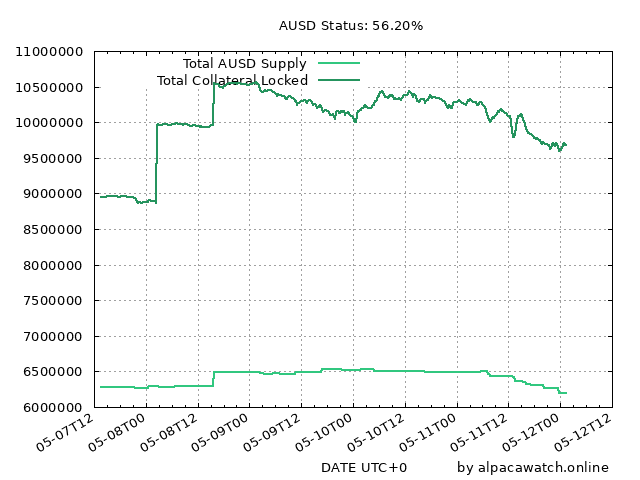 AUSD Status: 56.20%
11000000
10500000
10000000
9500000
9000000
8500000
8000000
7500000
7000000
6500000
6000000
Total AUSD Supply
Total Collateral Locked
05-07T12
05-08T00
05-08T12
05-09T00
05-09T12
05-10T00
05-10T12
05-11T00
05-11T12
05-12T00
05-12T12
DATE UTC+0
by alpacawatch.online